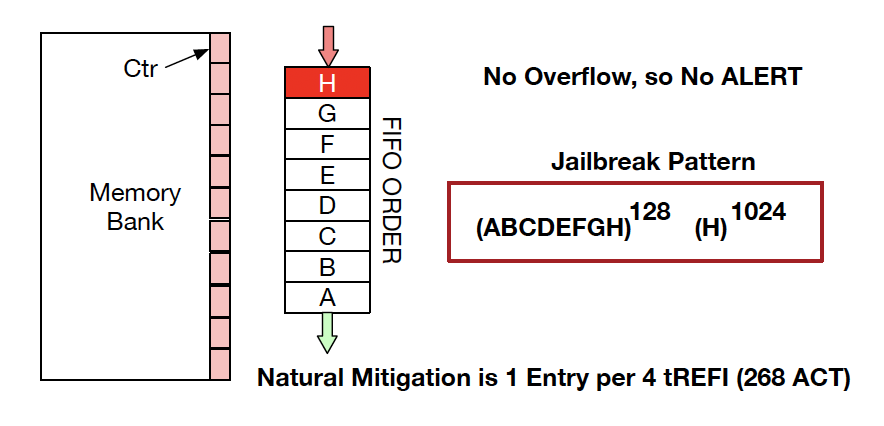 Ctr
Memory
Bank
H
G
F
E
D
C
B
A
FIFO ORDER
No Overflow, so No ALERT
Jailbreak Pattern
(ABCDEFGH)128 (H)1024
Natural Mitigation is 1 Entry per 4 tREFI (268 ACT)